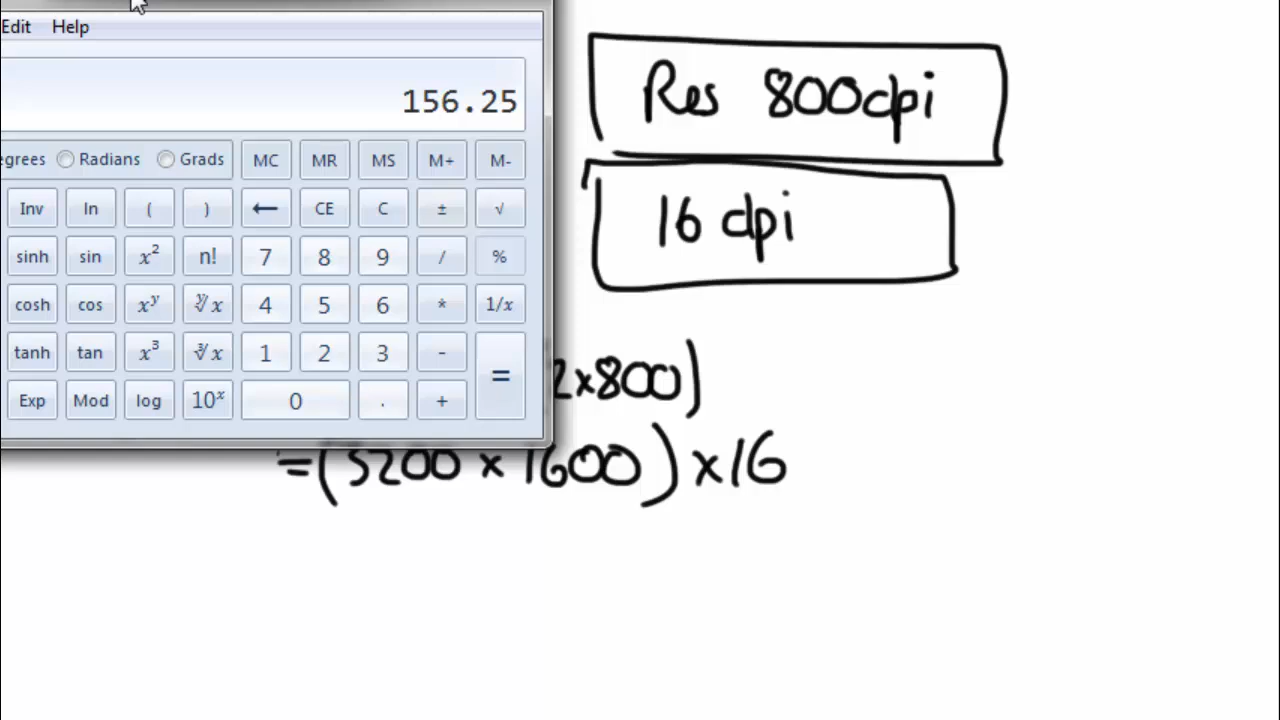 Edit Help
156.25
egrees Radians Grads MC MR MS M+ M-
Inv ln ( ) ← CE C ± √
sinh sin x² n! 7 8 9 / %
cosh cos xʸ ʸ√x 4 5 6 * 1/x
tanh tan x³ ³√x 1 2 3 - =
Exp Mod log 10ˣ 0 . +
Res 800dpi
16 dpi
2x800)
=(3200 x 1600) x16